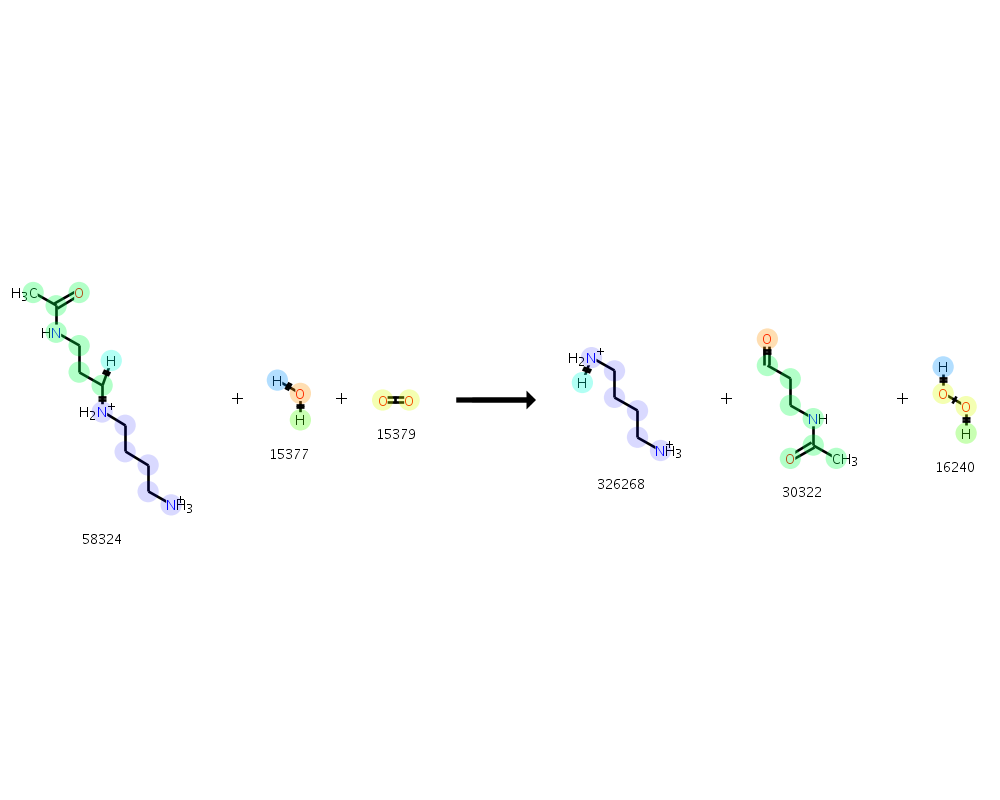 H3C O
HN
H
H2N+
NH3+
58324
+
H O H
15377
+
O O
15379
H2N+
H
NH3+
326268
+
O
NH
O CH3
30322
+
H
O O
H
16240